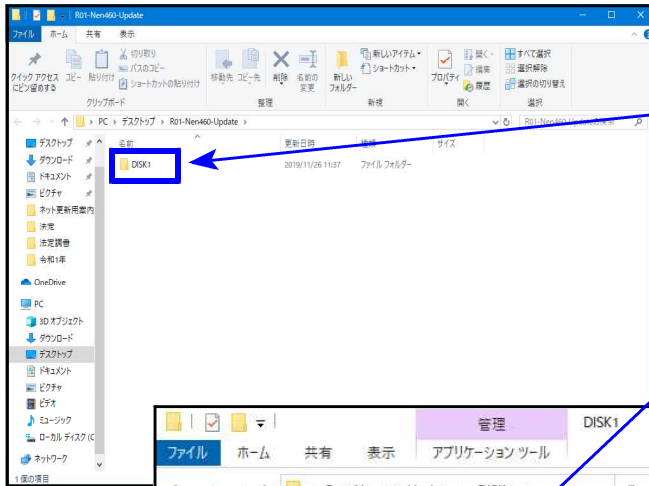 R01-Nen460-Update
ファイル ホーム 共有 表示
クイック アクセスにピン留めする コピー 貼り付け 切り取り パスのコピー ショートカットの貼り付け 移動先 コピー先 削除 名前の変更 新しいフォルダー 新しいアイテム ショートカット プロパティ 開く 編集 履歴 すべて選択 選択解除 選択の切り替え
クリップボード 整理 新規 開く 選択
PC > デスクトップ > R01-Nen460-Update >
デスクトップ 名前 更新日時 サイズ
ダウンロード DISK1 2019/11/26 11:37 ファイル フォルダー
ドキュメント
ピクチャ
ネット更新用案内
法定
法定調書
令和1年
OneDrive
PC
3D オブジェクト
ダウンロード
デスクトップ
ドキュメント
ピクチャ
ビデオ
ミュージック
ローカル ディスク (C
ネットワーク
1 個の項目
管理 DISK1
ファイル ホーム 共有 表示 アプリケーション ツール